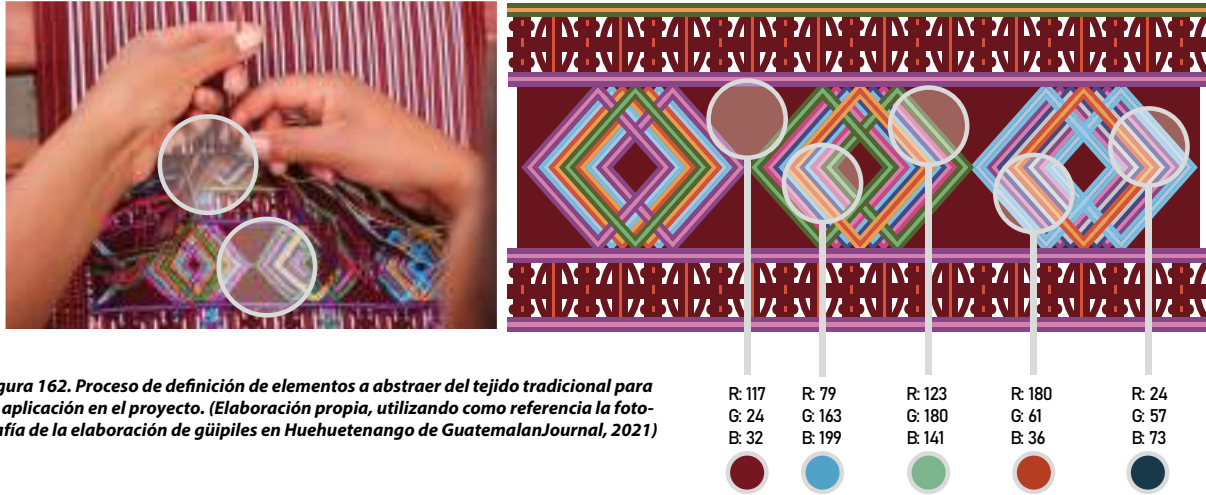 gura 162. Proceso de definición de elementos a abstraer del tejido tradicional para
aplicación en el proyecto. (Elaboración propia, utilizando como referencia la foto-
afía de la elaboración de güipiles en Huehuetenango de GuatemalanJournal, 2021)
R: 117
G: 24
B: 32
R: 79
G: 163
B: 199
R: 123
G: 180
B: 141
R: 180
G: 61
B: 36
R: 24
G: 57
B: 73